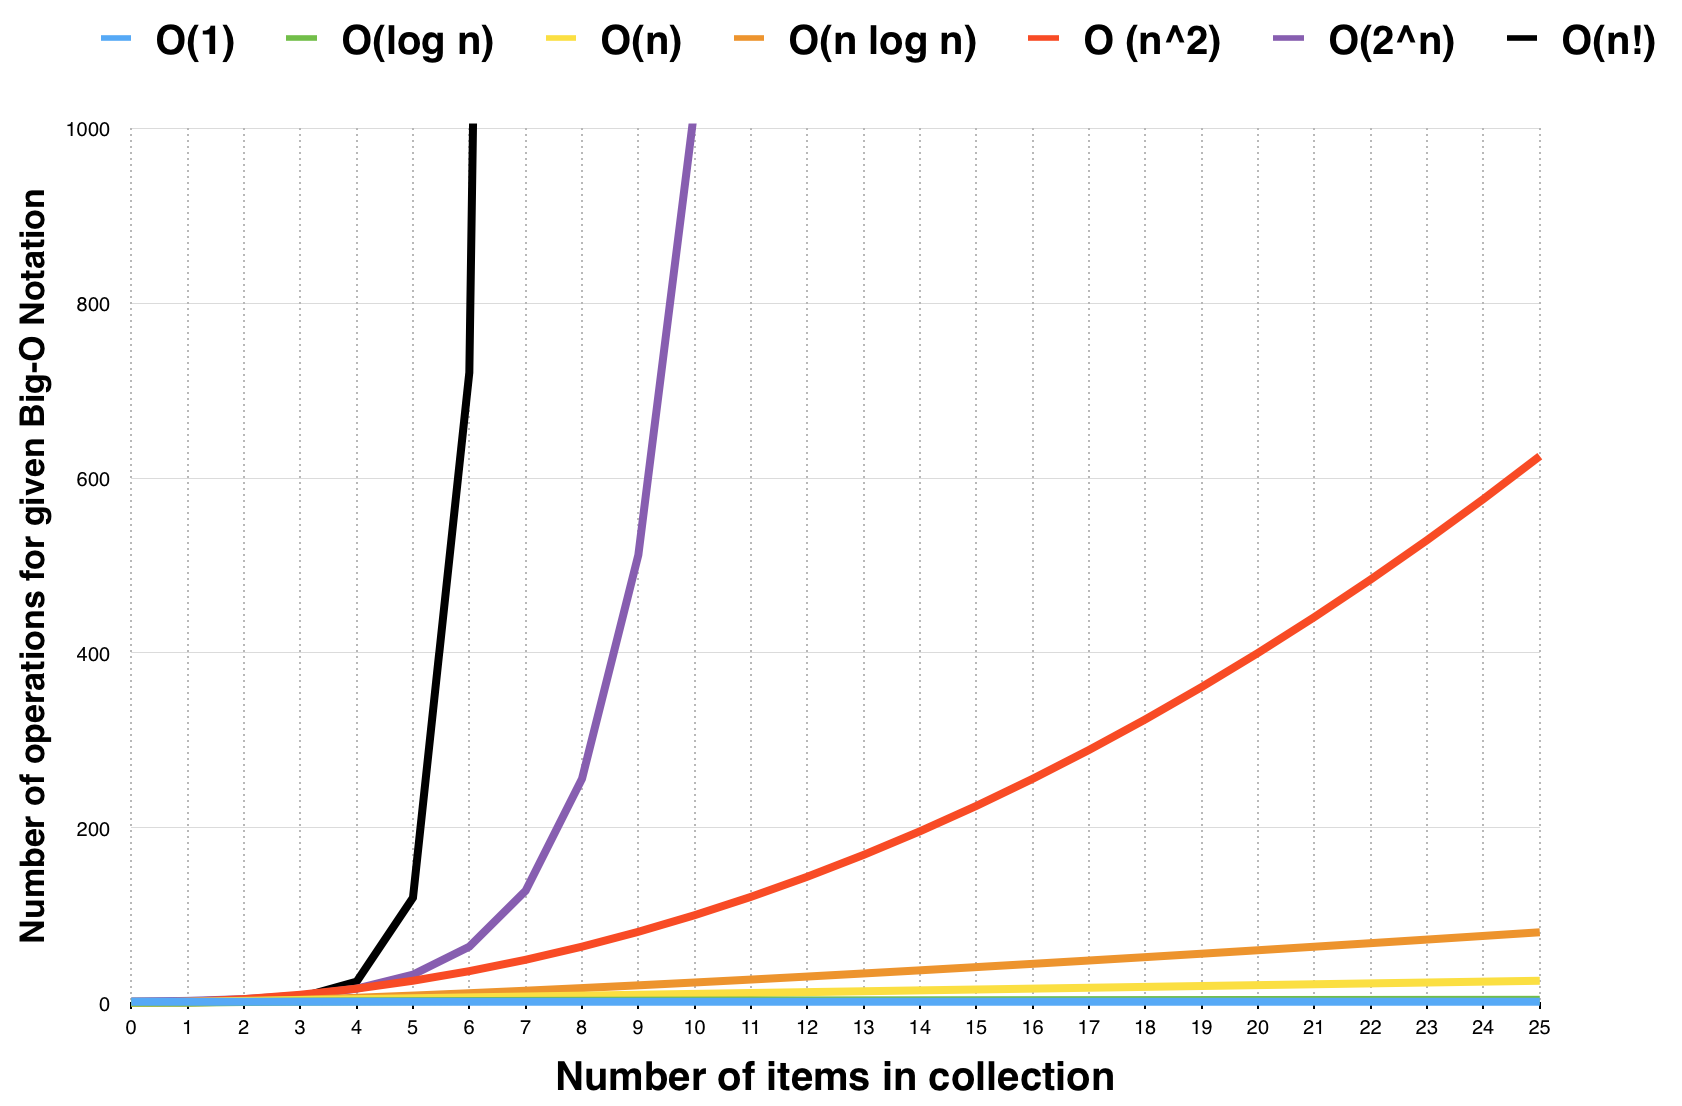 O(1) O(log n) O(n) O(n log n) O (n^2) O(2^n) O(n!)
Number of operations for given Big-O Notation
1000
800
600
400
200
0
0 1 2 3 4 5 6 7 8 9 10 11 12 13 14 15 16 17 18 19 20 21 22 23 24 25
Number of items in collection